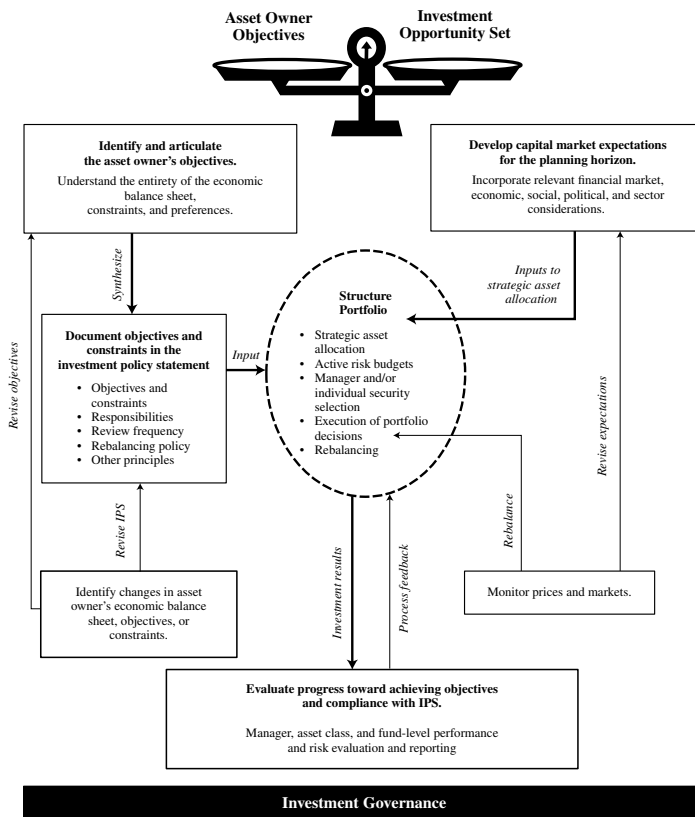 Asset Owner
Objectives
Investment
Opportunity Set
Identify and articulate
the asset owner's objectives.
Understand the entirety of the economic
balance sheet,
constraints, and preferences.
Develop capital market expectations
for the planning horizon.
Incorporate relevant financial market,
economic, social, political, and sector
considerations.
Synthesize
Inputs to
strategic asset
allocation
Structure
Portfolio
• Strategic asset
allocation
• Active risk budgets
• Manager and/or
individual security
selection
• Execution of portfolio
decisions
• Rebalancing
Document objectives and
constraints in the
investment policy statement
• Objectives and
constraints
• Responsibilities
• Review frequency
• Rebalancing policy
• Other principles
Input
Revise objectives
Revise expectations
Revise IPS
Rebalance
Identify changes in asset
owner's economic balance
sheet, objectives, or
constraints.
Investment results
Process feedback
Monitor prices and markets.
Evaluate progress toward achieving objectives
and compliance with IPS.
Manager, asset class, and fund-level performance
and risk evaluation and reporting
Investment Governance